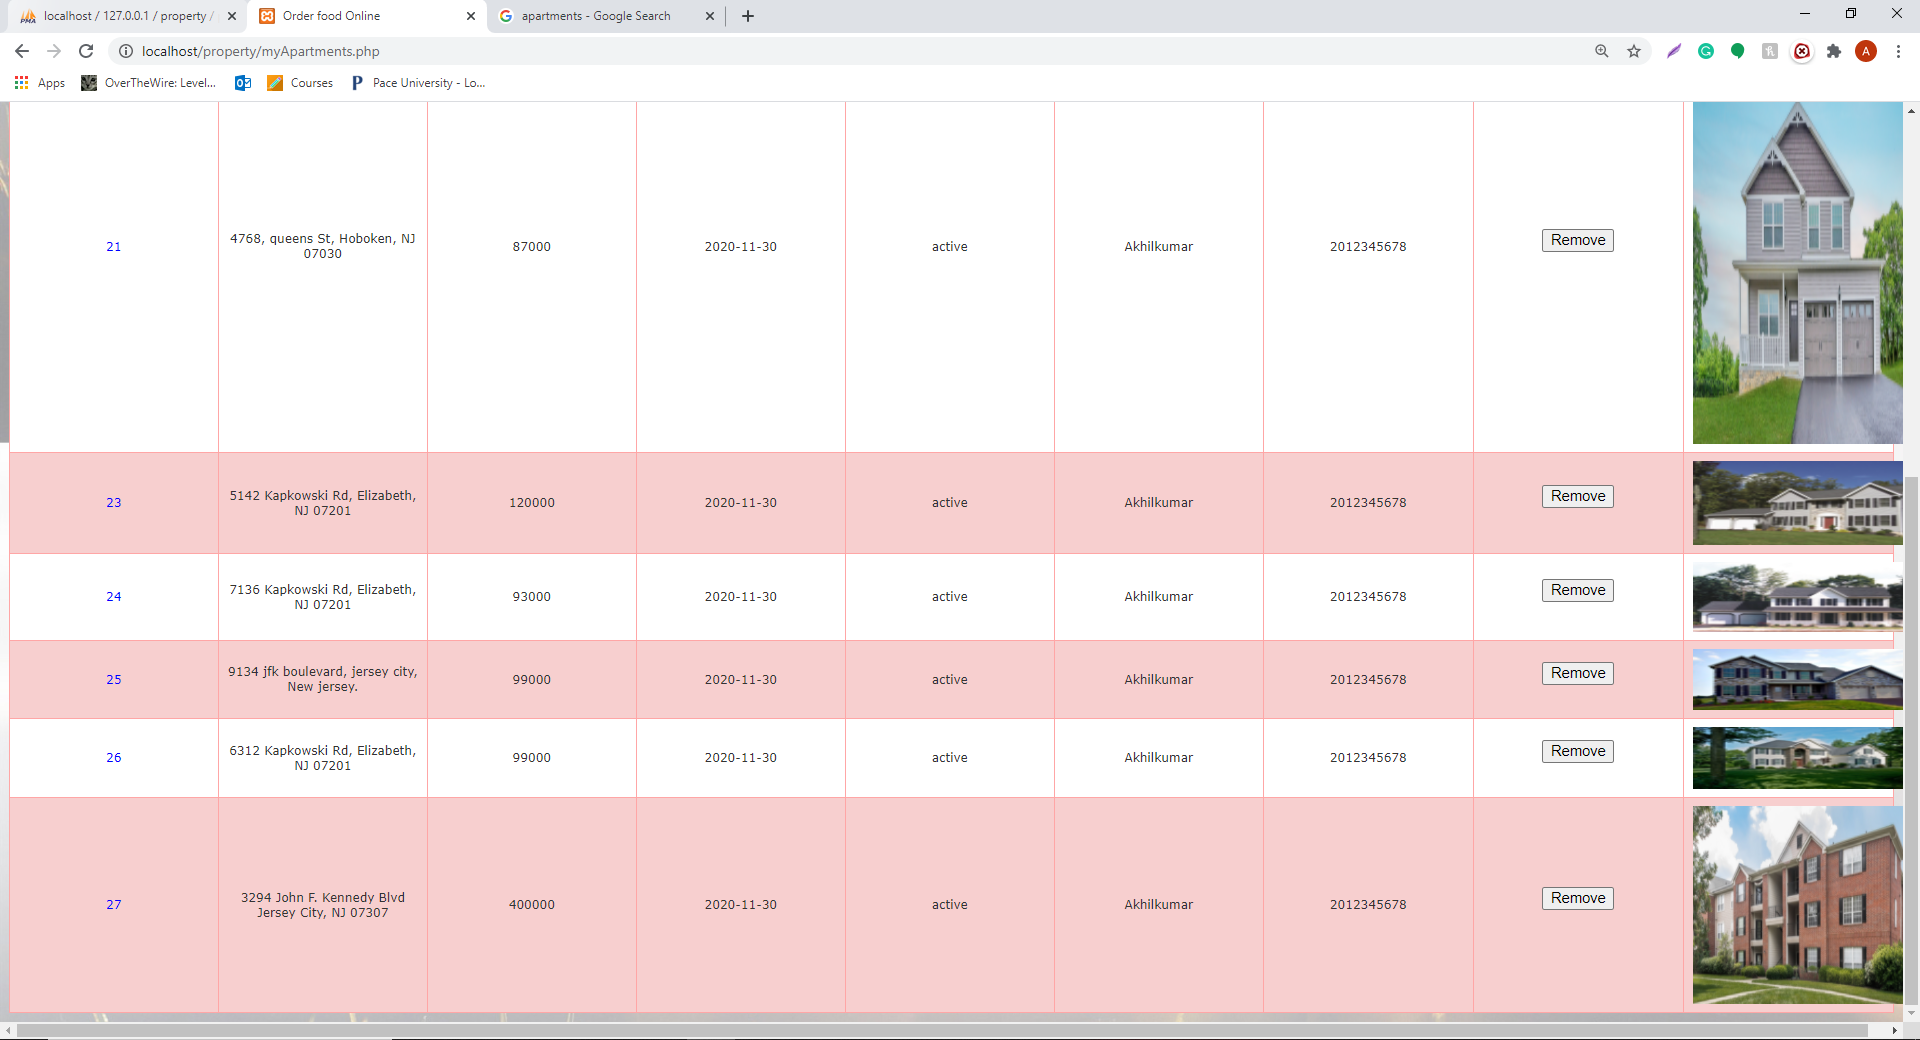 localhost / 127.0.0.1 / property /
Order food Online
apartments - Google Search
localhost/property/myApartments.php
Apps
OverTheWire: Level...
Courses
Pace University - Lo...
21
4768, queens St, Hoboken, NJ
07030
87000
2020-11-30
active
Akhilkumar
2012345678
Remove
23
5142 Kapkowski Rd, Elizabeth,
NJ 07201
120000
2020-11-30
active
Akhilkumar
2012345678
Remove
24
7136 Kapkowski Rd, Elizabeth,
NJ 07201
93000
2020-11-30
active
Akhilkumar
2012345678
Remove
25
9134 jfk boulevard, jersey city,
New jersey.
99000
2020-11-30
active
Akhilkumar
2012345678
Remove
26
6312 Kapkowski Rd, Elizabeth,
NJ 07201
99000
2020-11-30
active
Akhilkumar
2012345678
Remove
27
3294 John F. Kennedy Blvd
Jersey City, NJ 07307
400000
2020-11-30
active
Akhilkumar
2012345678
Remove